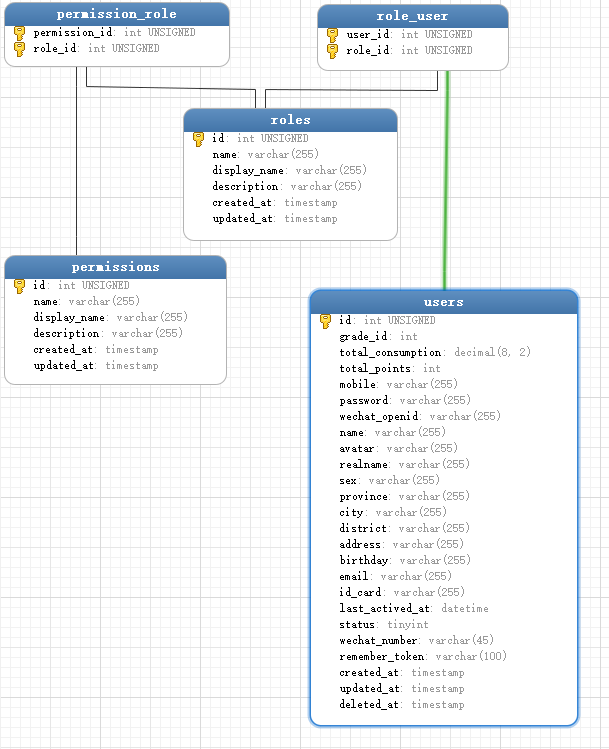 permission_role
permission_id: int UNSIGNED
role_id: int UNSIGNED
role_user
user_id: int UNSIGNED
role_id: int UNSIGNED
roles
id: int UNSIGNED
name: varchar(255)
display_name: varchar(255)
description: varchar(255)
created_at: timestamp
updated_at: timestamp
permissions
id: int UNSIGNED
name: varchar(255)
display_name: varchar(255)
description: varchar(255)
created_at: timestamp
updated_at: timestamp
users
id: int UNSIGNED
grade_id: int
total_consumption: decimal(8, 2)
total_points: int
mobile: varchar(255)
password: varchar(255)
wechat_openid: varchar(255)
name: varchar(255)
avatar: varchar(255)
realname: varchar(255)
sex: varchar(255)
province: varchar(255)
city: varchar(255)
district: varchar(255)
address: varchar(255)
birthday: varchar(255)
email: varchar(255)
id_card: varchar(255)
last_actived_at: datetime
status: tinyint
wechat_number: varchar(45)
remember_token: varchar(100)
created_at: timestamp
updated_at: timestamp
deleted_at: timestamp